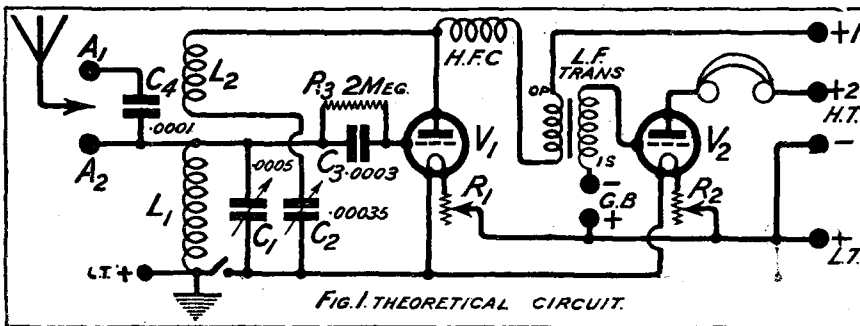 A1
C4
.0001
A2
L2
L1
R3 2MEG.
C3 .0003
.0005
C1
C2
.00035
H.F.C
V1
R1
L.F.
TRANS
OP
IS
-
G.B
+
V2
R2
+1
+2
H.T.
-
+
L.T.
L.T. +
FIG.1. THEORETICAL CIRCUIT.